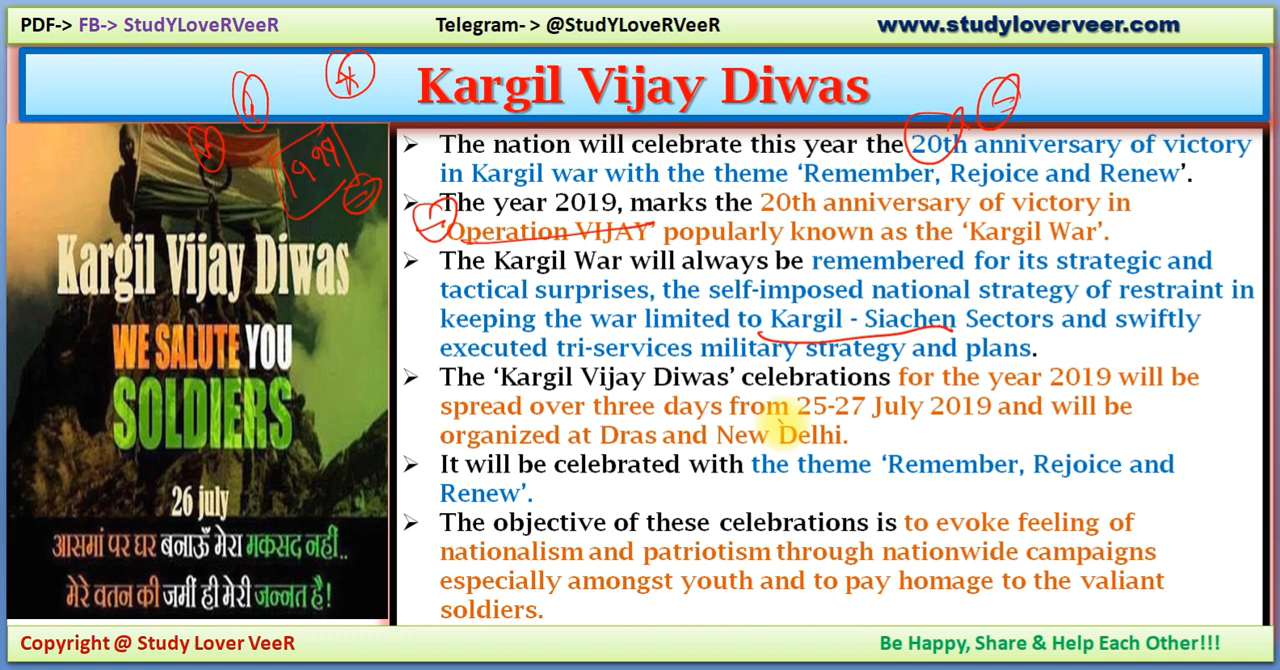 PDF-> FB-> StudYLoveRVeeR
Telegram- > @StudYLoveRVeeR
www.studyloverveer.com
Kargil Vijay Diwas
1999
Kargil Vijay Diwas
WE SALUTE YOU
SOLDIERS
26 july
आसमां पर घर बनाऊँ मेरा मकसद नहीं..
मेरे वतन की जमीं ही मेरी जन्नत है!
➢ The nation will celebrate this year the 20th anniversary of victory
in Kargil war with the theme ‘Remember, Rejoice and Renew’.
➢ The year 2019, marks the 20th anniversary of victory in
‘Operation VIJAY’ popularly known as the ‘Kargil War’.
➢ The Kargil War will always be remembered for its strategic and
tactical surprises, the self-imposed national strategy of restraint in
keeping the war limited to Kargil - Siachen Sectors and swiftly
executed tri-services military strategy and plans.
➢ The ‘Kargil Vijay Diwas’ celebrations for the year 2019 will be
spread over three days from 25-27 July 2019 and will be
organized at Dras and New Delhi.
➢ It will be celebrated with the theme ‘Remember, Rejoice and
Renew’.
➢ The objective of these celebrations is to evoke feeling of
nationalism and patriotism through nationwide campaigns
especially amongst youth and to pay homage to the valiant
soldiers.
Copyright @ Study Lover VeeR
Be Happy, Share & Help Each Other!!!